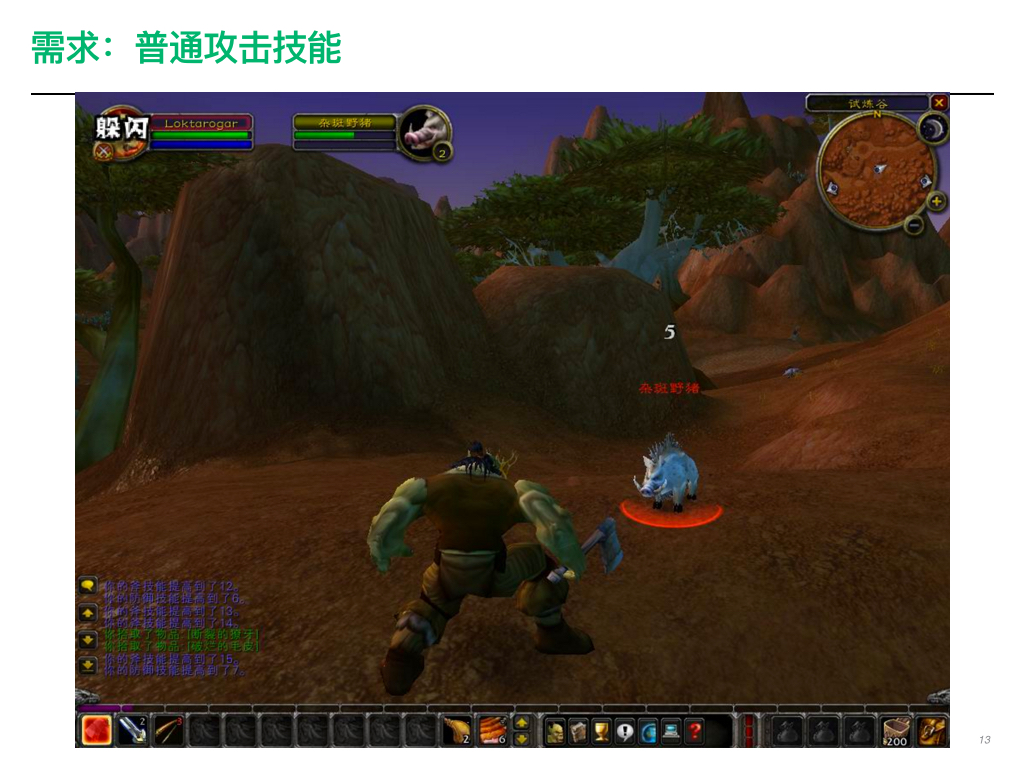 需求：普通攻击技能
试炼谷
N
躲闪
Loktarogar
杂斑野猪
2
5
杂斑野猪
你的斧技能提高到了12。
你的防御技能提高到了6。
你的斧技能提高到了13。
你的斧技能提高到了14。
你拾取了物品：[断裂的獠牙]
你拾取了物品：[破烂的毛皮]
你的斧技能提高到了15。
你的防御技能提高到了7。
2
3
2
6
200
13